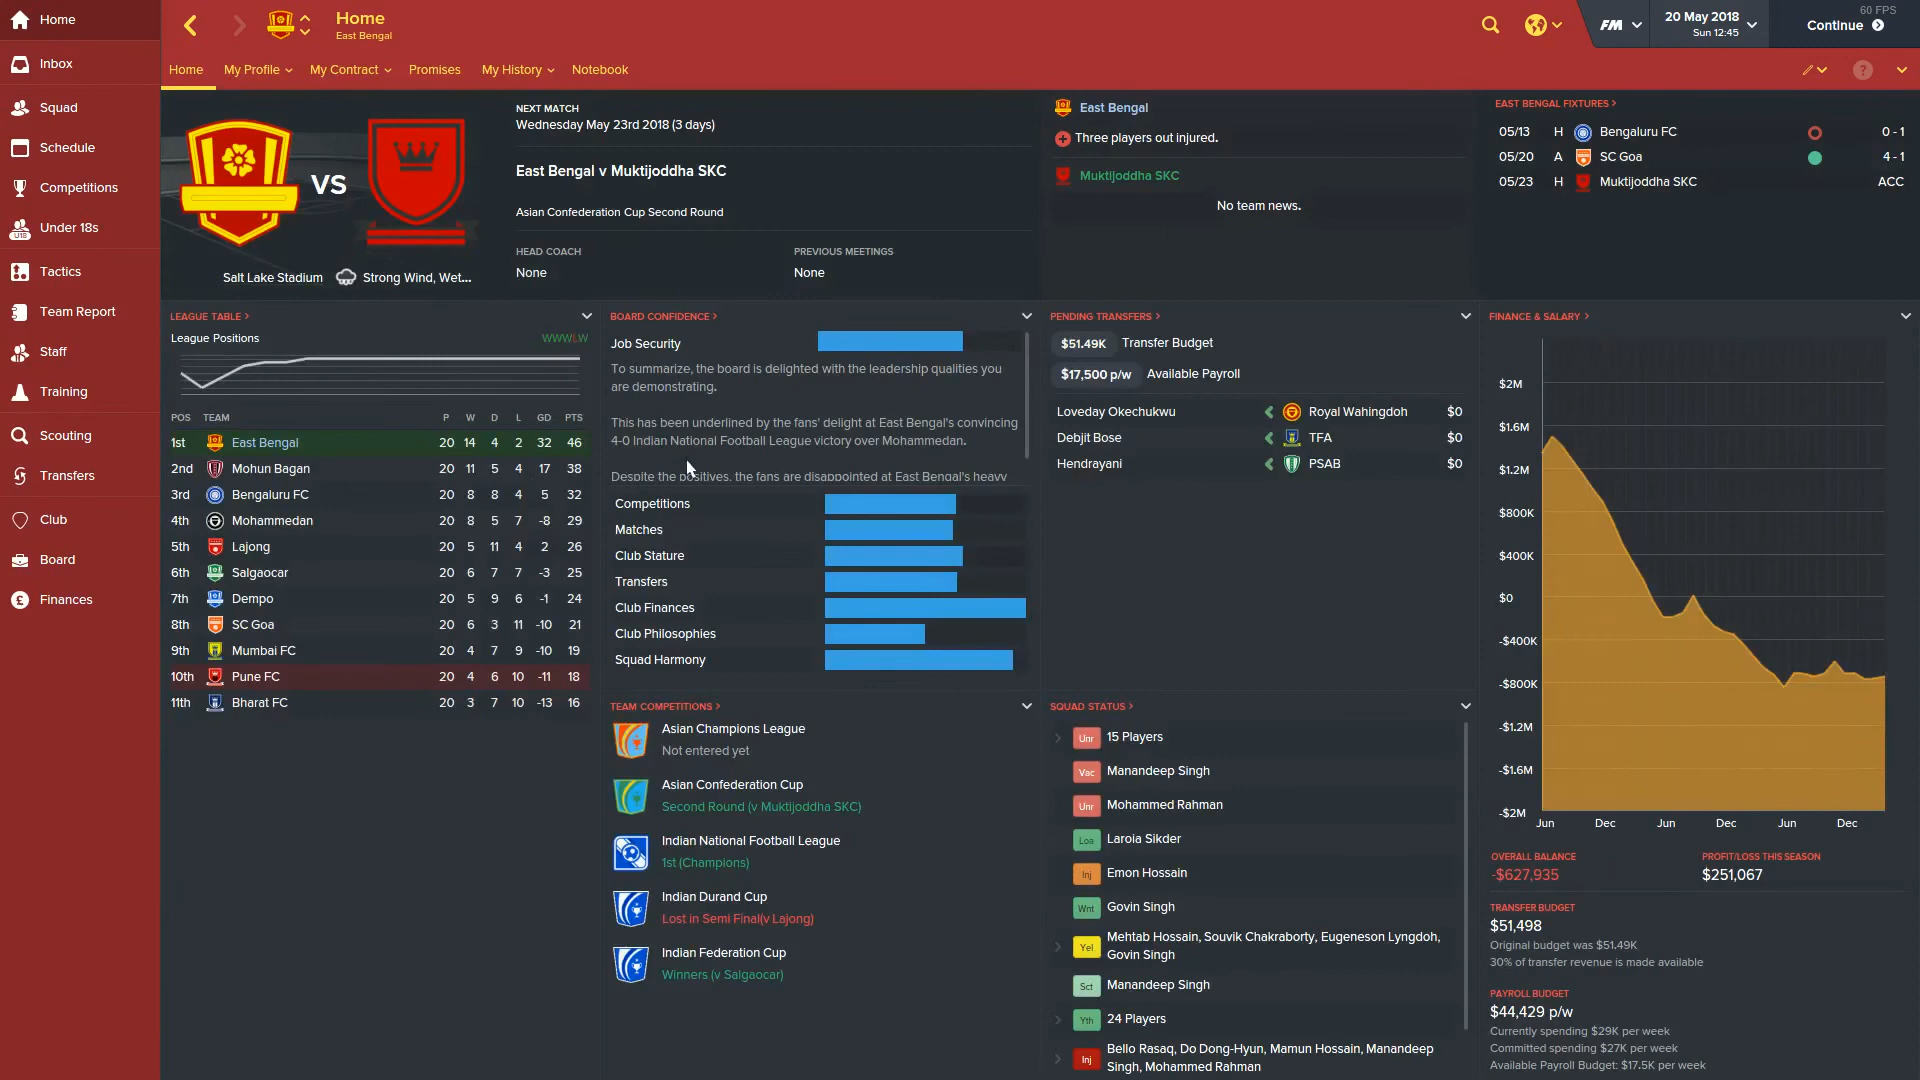 Home
Inbox
Squad
Schedule
Competitions
Under 18s
U18
Tactics
Team Report
Staff
Training
Scouting
Transfers
Club
Board
Finances
Home
East Bengal
FM
20 May 2018
Sun 12:45
60 FPS
Continue
Home My Profile My Contract Promises My History Notebook
?
VS
Salt Lake Stadium Strong Wind, Wet...
NEXT MATCH
Wednesday May 23rd 2018 (3 days)
East Bengal v Muktijoddha SKC
Asian Confederation Cup Second Round
HEAD COACH PREVIOUS MEETINGS
None None
East Bengal
Three players out injured.
Muktijoddha SKC
No team news.
EAST BENGAL FIXTURES >
05/13 H Bengaluru FC 0 - 1
05/20 A SC Goa 4 - 1
05/23 H Muktijoddha SKC ACC
LEAGUE TABLE >
League Positions WWWLW
POS TEAM P W D L GD PTS
1st East Bengal 20 14 4 2 32 46
2nd Mohun Bagan 20 11 5 4 17 38
3rd Bengaluru FC 20 8 8 4 5 32
4th Mohammedan 20 8 5 7 -8 29
5th Lajong 20 5 11 4 2 26
6th Salgaocar 20 6 7 7 -3 25
7th Dempo 20 5 9 6 -1 24
8th SC Goa 20 6 3 11 -10 21
9th Mumbai FC 20 4 7 9 -10 19
10th Pune FC 20 4 6 10 -11 18
11th Bharat FC 20 3 7 10 -13 16
BOARD CONFIDENCE >
Job Security
To summarize, the board is delighted with the leadership qualities you
are demonstrating.
This has been underlined by the fans' delight at East Bengal's convincing
4-0 Indian National Football League victory over Mohammedan.
Despite the positives, the fans are disappointed at East Bengal's heavy
Competitions
Matches
Club Stature
Transfers
Club Finances
Club Philosophies
Squad Harmony
TEAM COMPETITIONS >
Asian Champions League
Not entered yet
Asian Confederation Cup
Second Round (v Muktijoddha SKC)
Indian National Football League
1st (Champions)
Indian Durand Cup
Lost in Semi Final(v Lajong)
Indian Federation Cup
Winners (v Salgaocar)
PENDING TRANSFERS >
$51.49K Transfer Budget
$17,500 p/w Available Payroll
Loveday Okechukwu Royal Wahingdoh $0
Debjit Bose TFA $0
Hendrayani PSAB $0
SQUAD STATUS >
Unr 15 Players
Vac Manandeep Singh
Unr Mohammed Rahman
Loa Laroia Sikder
Inj Emon Hossain
Wnt Govin Singh
Yel Mehtab Hossain, Souvik Chakraborty, Eugeneson Lyngdoh,
Govin Singh
Sct Manandeep Singh
Yth 24 Players
Inj Bello Rasaq, Do Dong-Hyun, Mamun Hossain, Manandeep
Singh, Mohammed Rahman
FINANCE & SALARY >
$2M
$1.6M
$1.2M
$800K
$400K
$0
-$400K
-$800K
-$1.2M
-$1.6M
-$2M
Jun Dec Jun Dec Jun Dec
OVERALL BALANCE PROFIT/LOSS THIS SEASON
-$627,935 $251,067
TRANSFER BUDGET
$51,498
Original budget was $51.49K
30% of transfer revenue is made available
PAYROLL BUDGET
$44,429 p/w
Currently spending $29K per week
Committed spending $27K per week
Available Payroll Budget: $17.5K per week